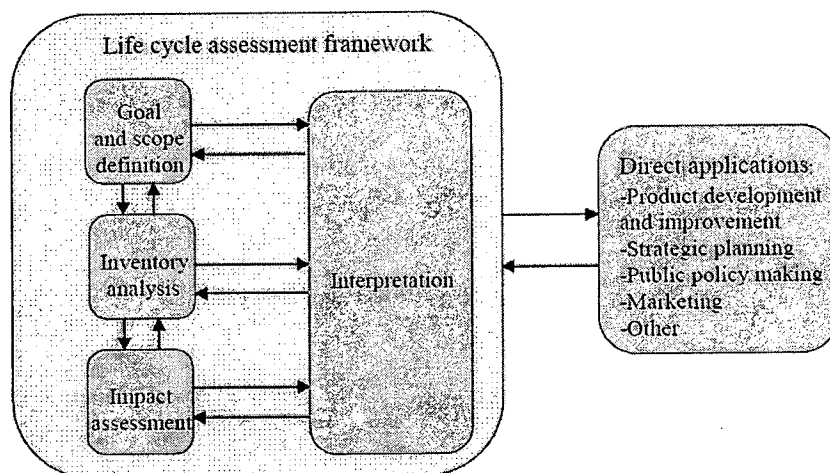 Life cycle assessment framework
Goal
and scope
definition
Inventory
analysis
Impact
assessment
Interpretation
Direct applications:
-Product development
and improvement
-Strategic planning
-Public policy making
-Marketing
-Other